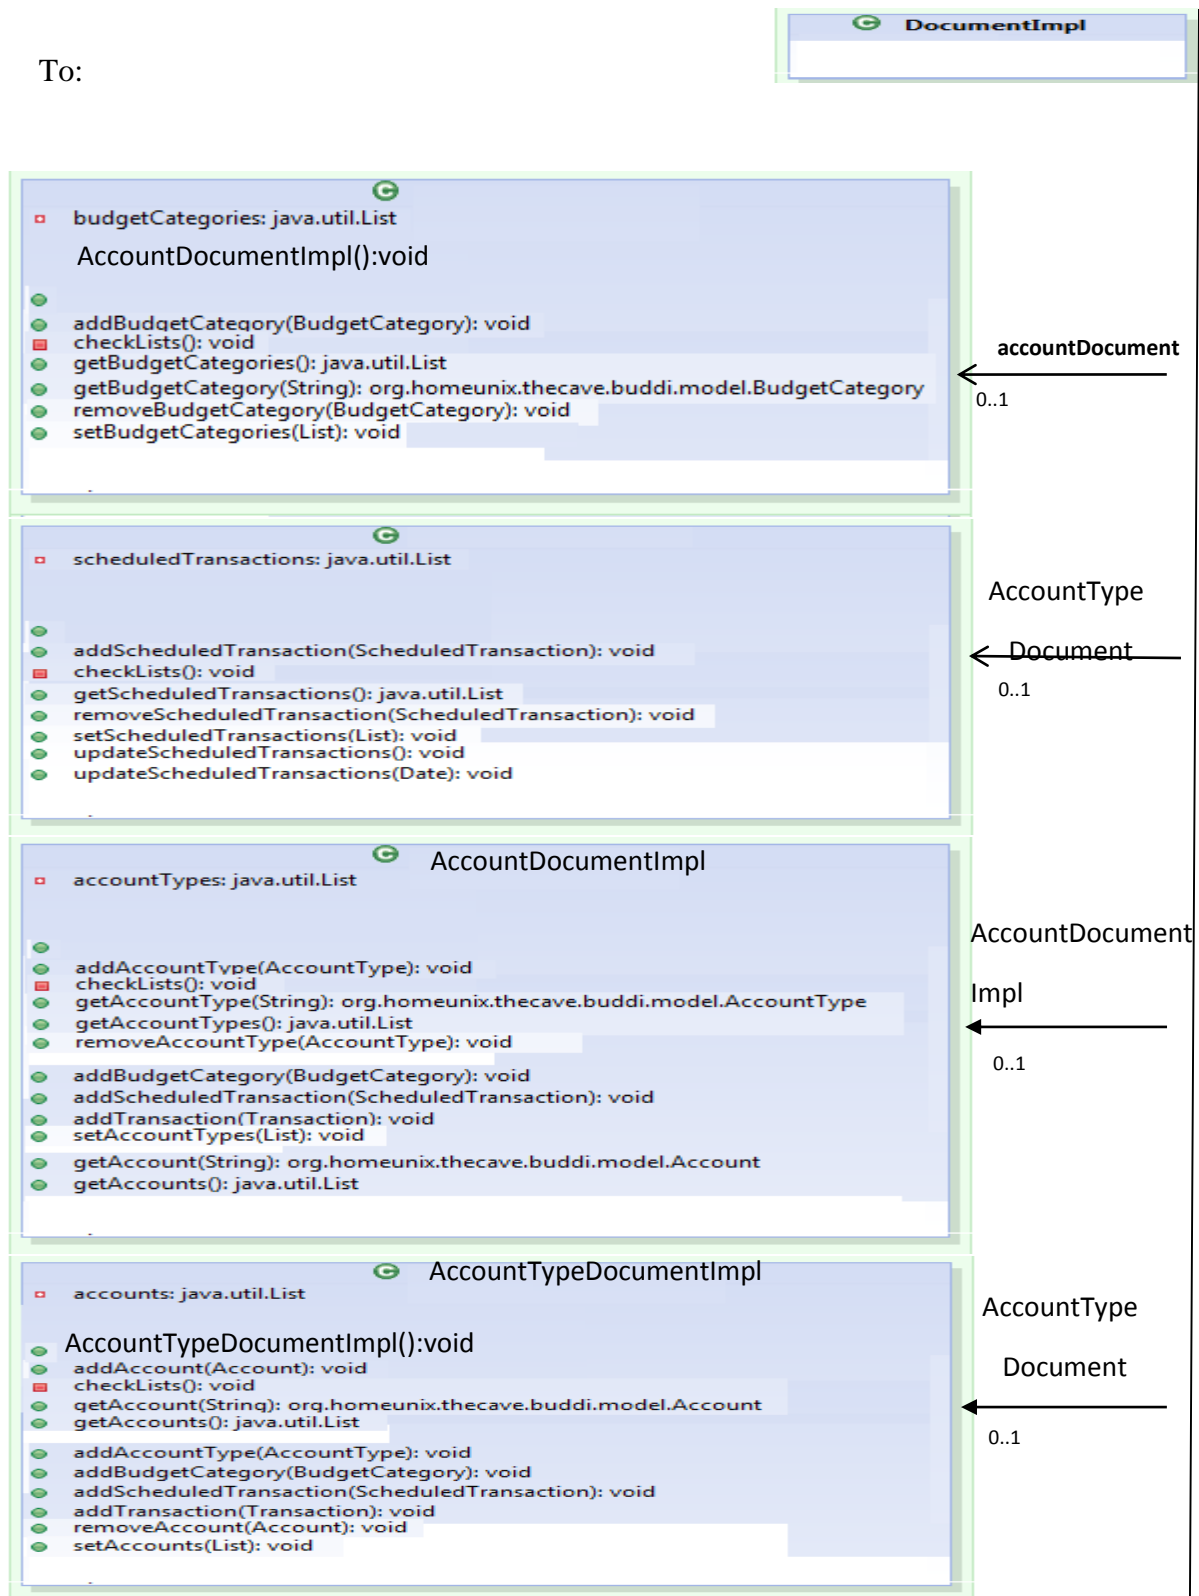 DocumentImpl
To:
budgetCategories: java.util.List
AccountDocumentImpl():void
addBudgetCategory(BudgetCategory): void
checkLists(): void
getBudgetCategories(): java.util.List
getBudgetCategory(String): org.homeunix.thecave.buddi.model.BudgetCategory
removeBudgetCategory(BudgetCategory): void
setBudgetCategories(List): void
accountDocument
0..1
scheduledTransactions: java.util.List
addScheduledTransaction(ScheduledTransaction): void
checkLists(): void
getScheduledTransactions(): java.util.List
removeScheduledTransaction(ScheduledTransaction): void
setScheduledTransactions(List): void
updateScheduledTransactions(): void
updateScheduledTransactions(Date): void
AccountType
Document
0..1
AccountDocumentImpl
accountTypes: java.util.List
addAccountType(AccountType): void
checkLists(): void
getAccountType(String): org.homeunix.thecave.buddi.model.AccountType
getAccountTypes(): java.util.List
removeAccountType(AccountType): void
addBudgetCategory(BudgetCategory): void
addScheduledTransaction(ScheduledTransaction): void
addTransaction(Transaction): void
setAccountTypes(List): void
getAccount(String): org.homeunix.thecave.buddi.model.Account
getAccounts(): java.util.List
AccountDocument
Impl
0..1
AccountTypeDocumentImpl
accounts: java.util.List
AccountTypeDocumentImpl():void
addAccount(Account): void
checkLists(): void
getAccount(String): org.homeunix.thecave.buddi.model.Account
getAccounts(): java.util.List
addAccountType(AccountType): void
addBudgetCategory(BudgetCategory): void
addScheduledTransaction(ScheduledTransaction): void
addTransaction(Transaction): void
removeAccount(Account): void
setAccounts(List): void
AccountType
Document
0..1